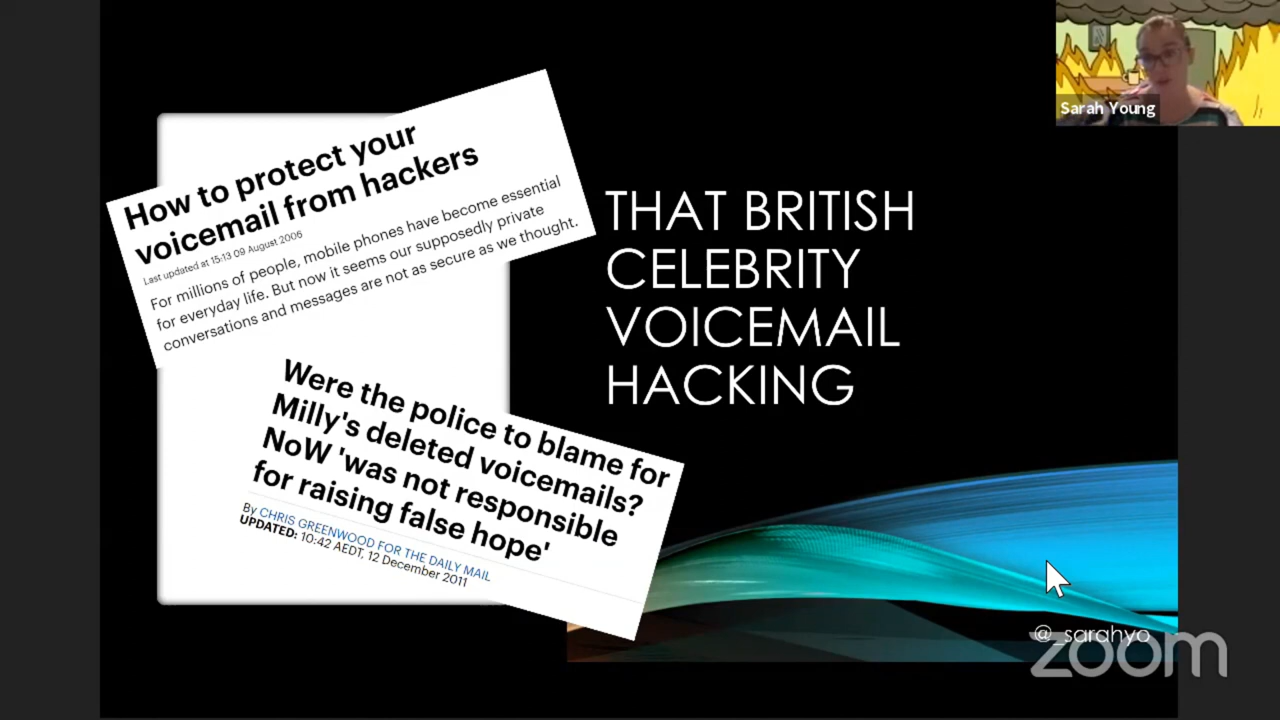 Sarah Young
How to protect your
voicemail from hackers
Last updated at 15:13 09 August 2006
For millions of people, mobile phones have become essential
for everyday life. But now it seems our supposedly private
conversations and messages are not as secure as we thought.
THAT BRITISH
CELEBRITY
VOICEMAIL
HACKING
Were the police to blame for
Milly's deleted voicemails?
NoW 'was not responsible
for raising false hope'
By CHRIS GREENWOOD FOR THE DAILY MAIL
UPDATED: 10:42 AEDT, 12 December 2011
@_sarahyo
zoom